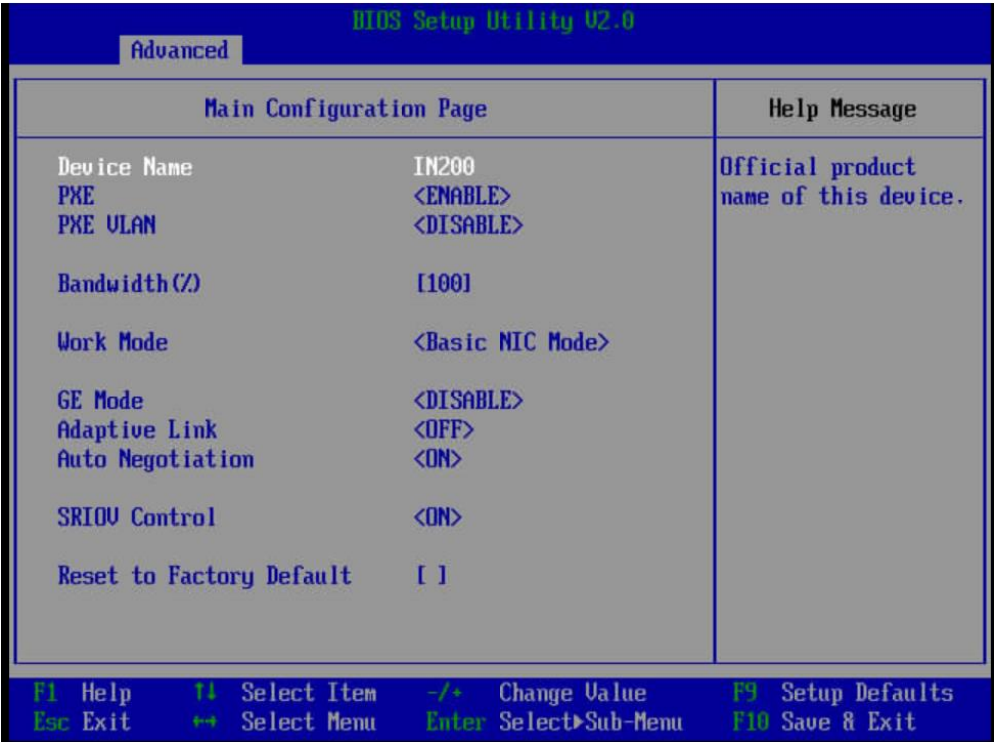 BIOS Setup Utility V2.0
Advanced
Main Configuration Page
Help Message
Device Name IN200
Official product
name of this device.
PXE <ENABLE>
PXE VLAN <DISABLE>
Bandwidth(%) [100]
Work Mode <Basic NIC Mode>
GE Mode <DISABLE>
Adaptive Link <OFF>
Auto Negotiation <ON>
SRIOV Control <ON>
Reset to Factory Default [ ]
F1 Help ↑↓ Select Item -/+ Change Value F9 Setup Defaults
Esc Exit ←→ Select Menu Enter Select▶Sub-Menu F10 Save & Exit